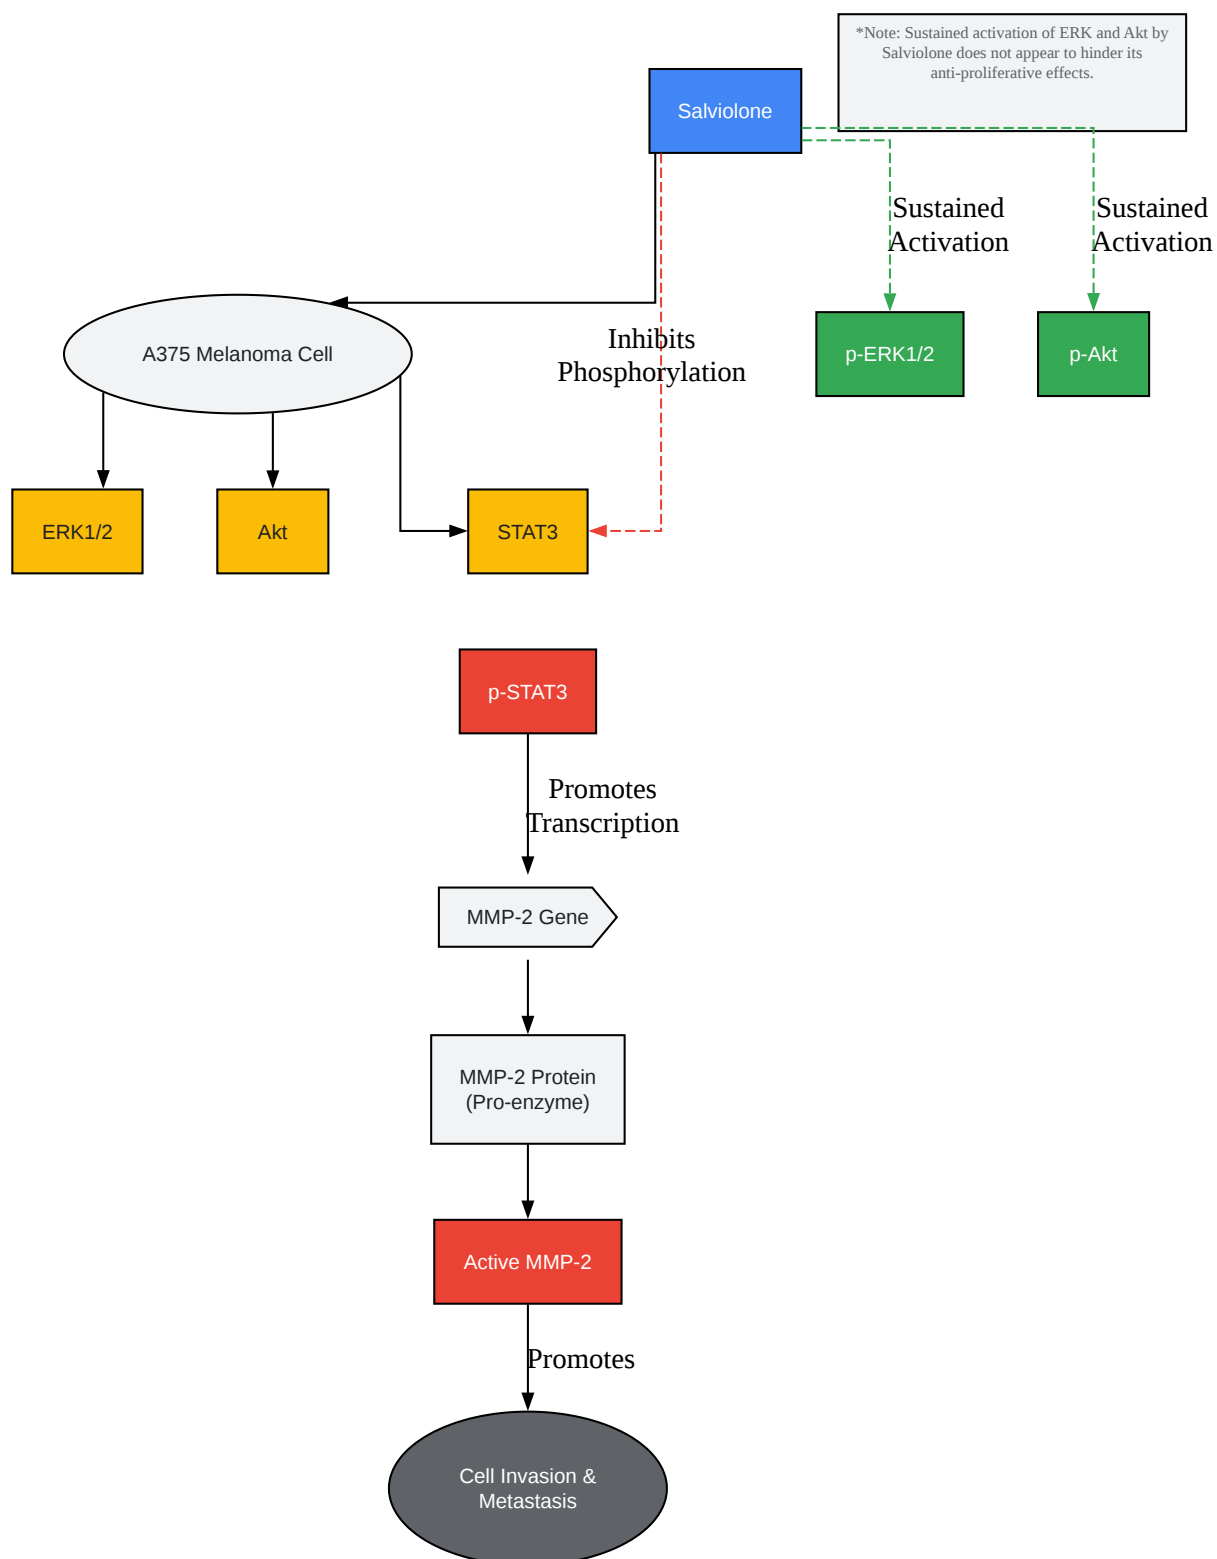 *Note: Sustained activation of ERK and Akt by
Salviolone does not appear to hinder its
anti-proliferative effects.
Salviolone
Sustained
Activation
Sustained
Activation
Inhibits
Phosphorylation
A375 Melanoma Cell
p-ERK1/2
p-Akt
ERK1/2
Akt
STAT3
p-STAT3
Promotes
Transcription
MMP-2 Gene
MMP-2 Protein
(Pro-enzyme)
Active MMP-2
Promotes
Cell Invasion &
Metastasis